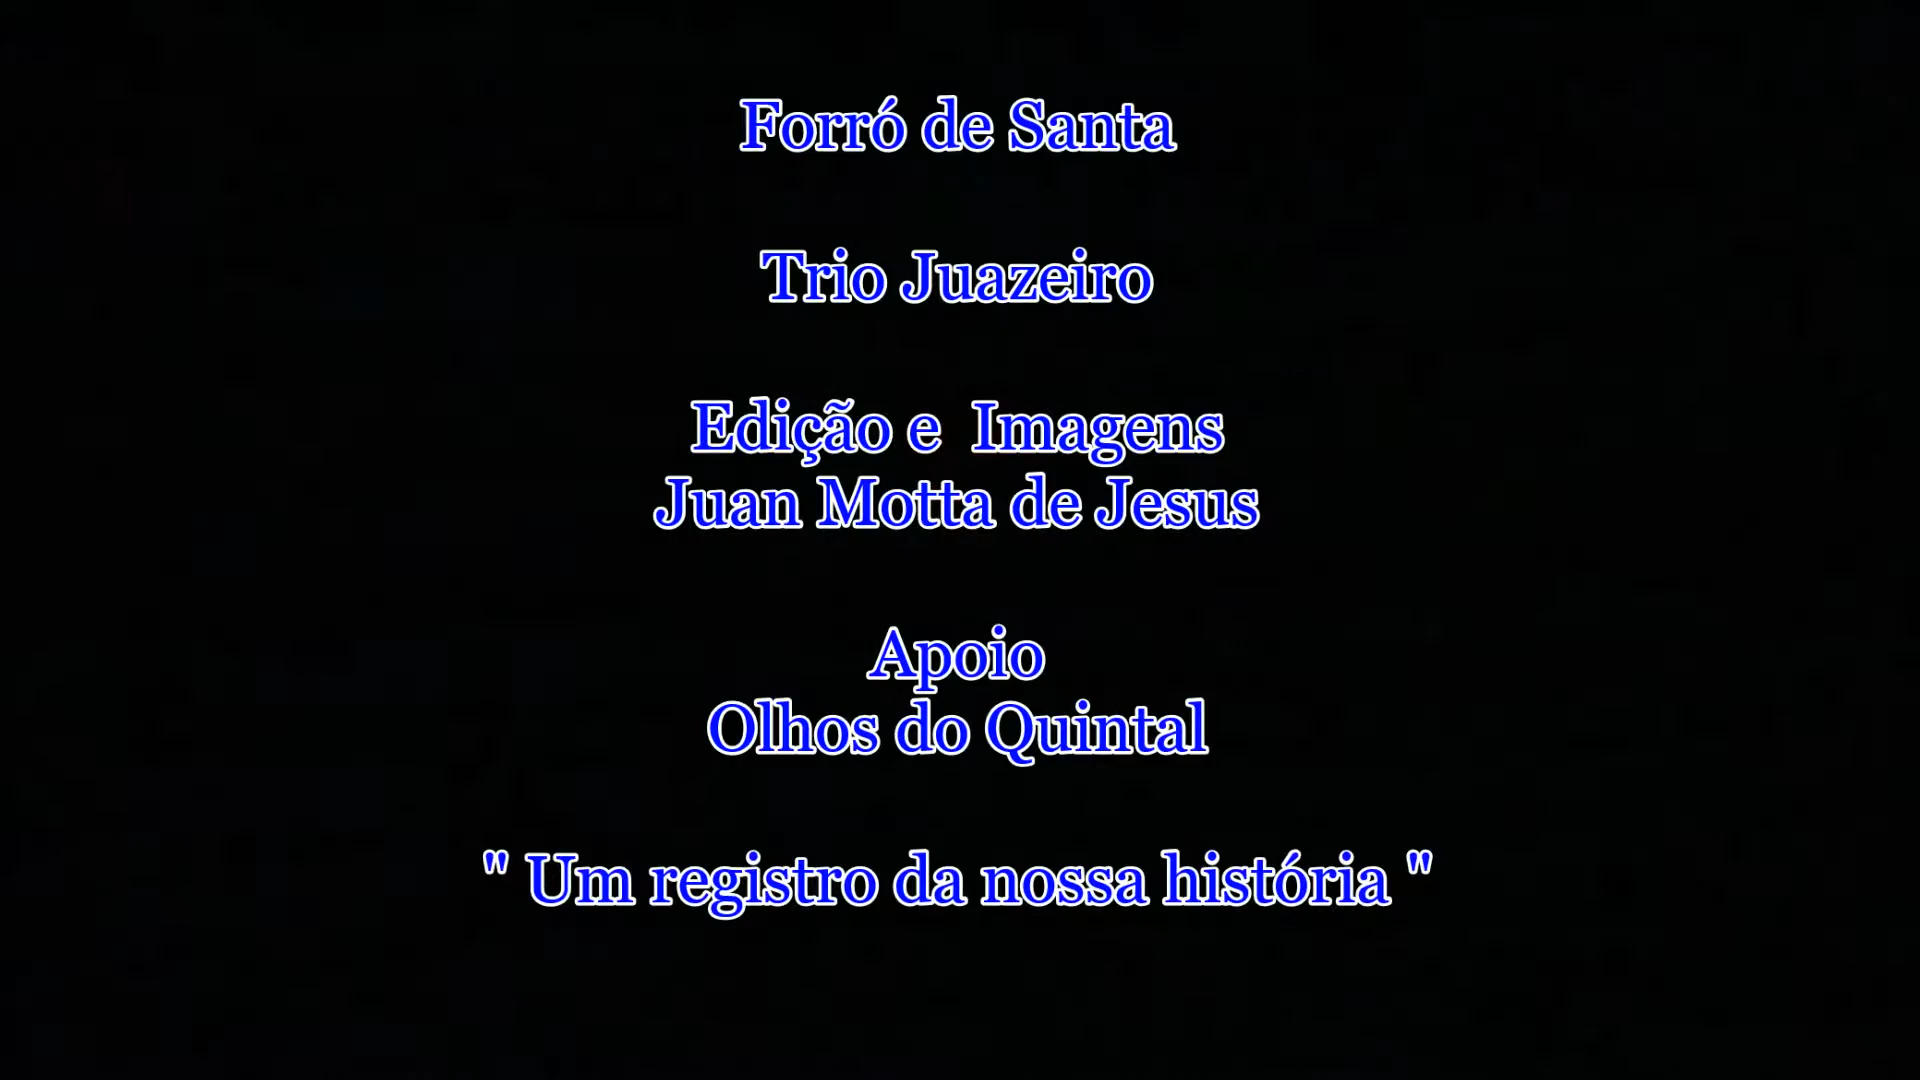 Forró de Santa
Trio Juazeiro
Edição e  Imagens
Juan Motta de Jesus
Apoio
Olhos do Quintal
" Um registro da nossa história "